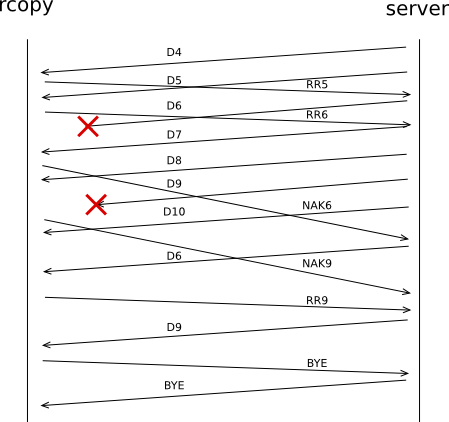 rcopy
server
D4
D5
RR5
D6
RR6
D7
D8
D9
NAK6
D10
D6
NAK9
RR9
D9
BYE
BYE